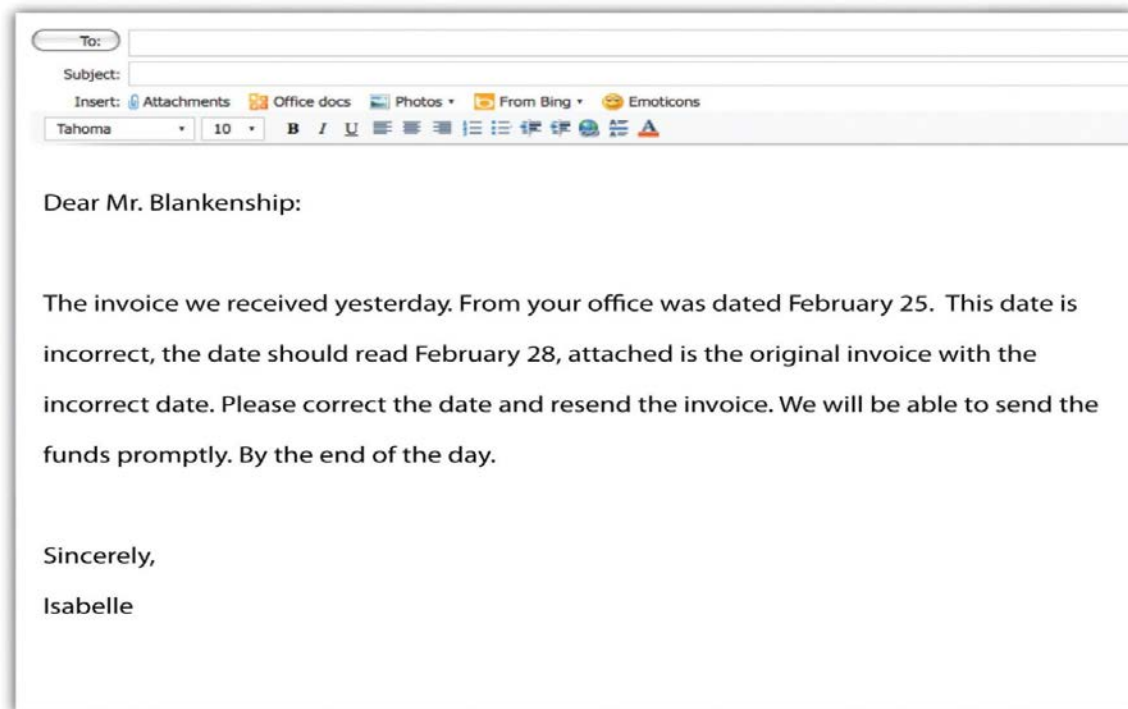 To:
Subject:
Insert: Attachments Office docs Photos From Bing Emoticons
Tahoma 10 B I U A
Dear Mr. Blankenship:
The invoice we received yesterday. From your office was dated February 25. This date is
incorrect, the date should read February 28, attached is the original invoice with the
incorrect date. Please correct the date and resend the invoice. We will be able to send the
funds promptly. By the end of the day.
Sincerely,
Isabelle